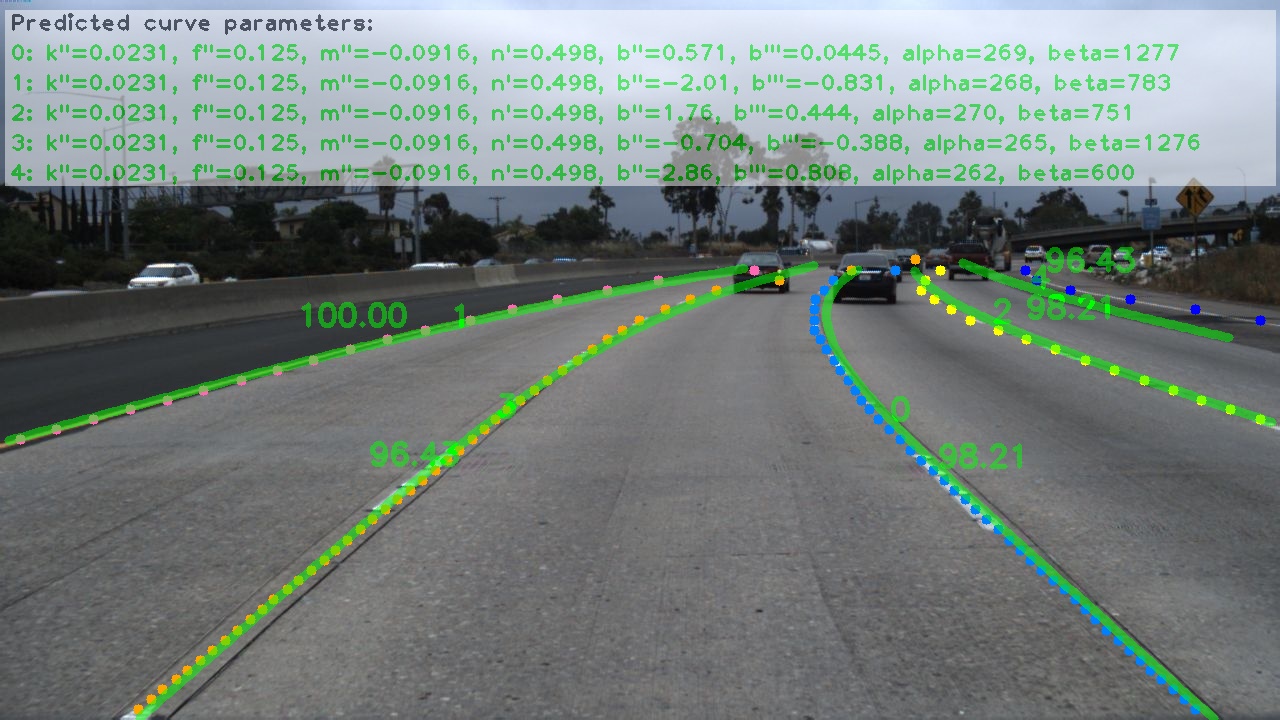 Predicted curve parameters:
0: k''=0.0231, f''=0.125, m''=-0.0916, n'=0.498, b''=0.571, b'''=0.0445, alpha=269, beta=1277
1: k''=0.0231, f''=0.125, m''=-0.0916, n'=0.498, b''=-2.01, b'''=-0.831, alpha=268, beta=783
2: k''=0.0231, f''=0.125, m''=-0.0916, n'=0.498, b''=1.76, b'''=0.444, alpha=270, beta=751
3: k''=0.0231, f''=0.125, m''=-0.0916, n'=0.498, b''=-0.704, b'''=-0.388, alpha=265, beta=1276
4: k''=0.0231, f''=0.125, m''=-0.0916, n'=0.498, b''=2.86, b'''=0.808, alpha=262, beta=600
96.43
4
100.00 1
2 98.21
3
0
96.43
98.21